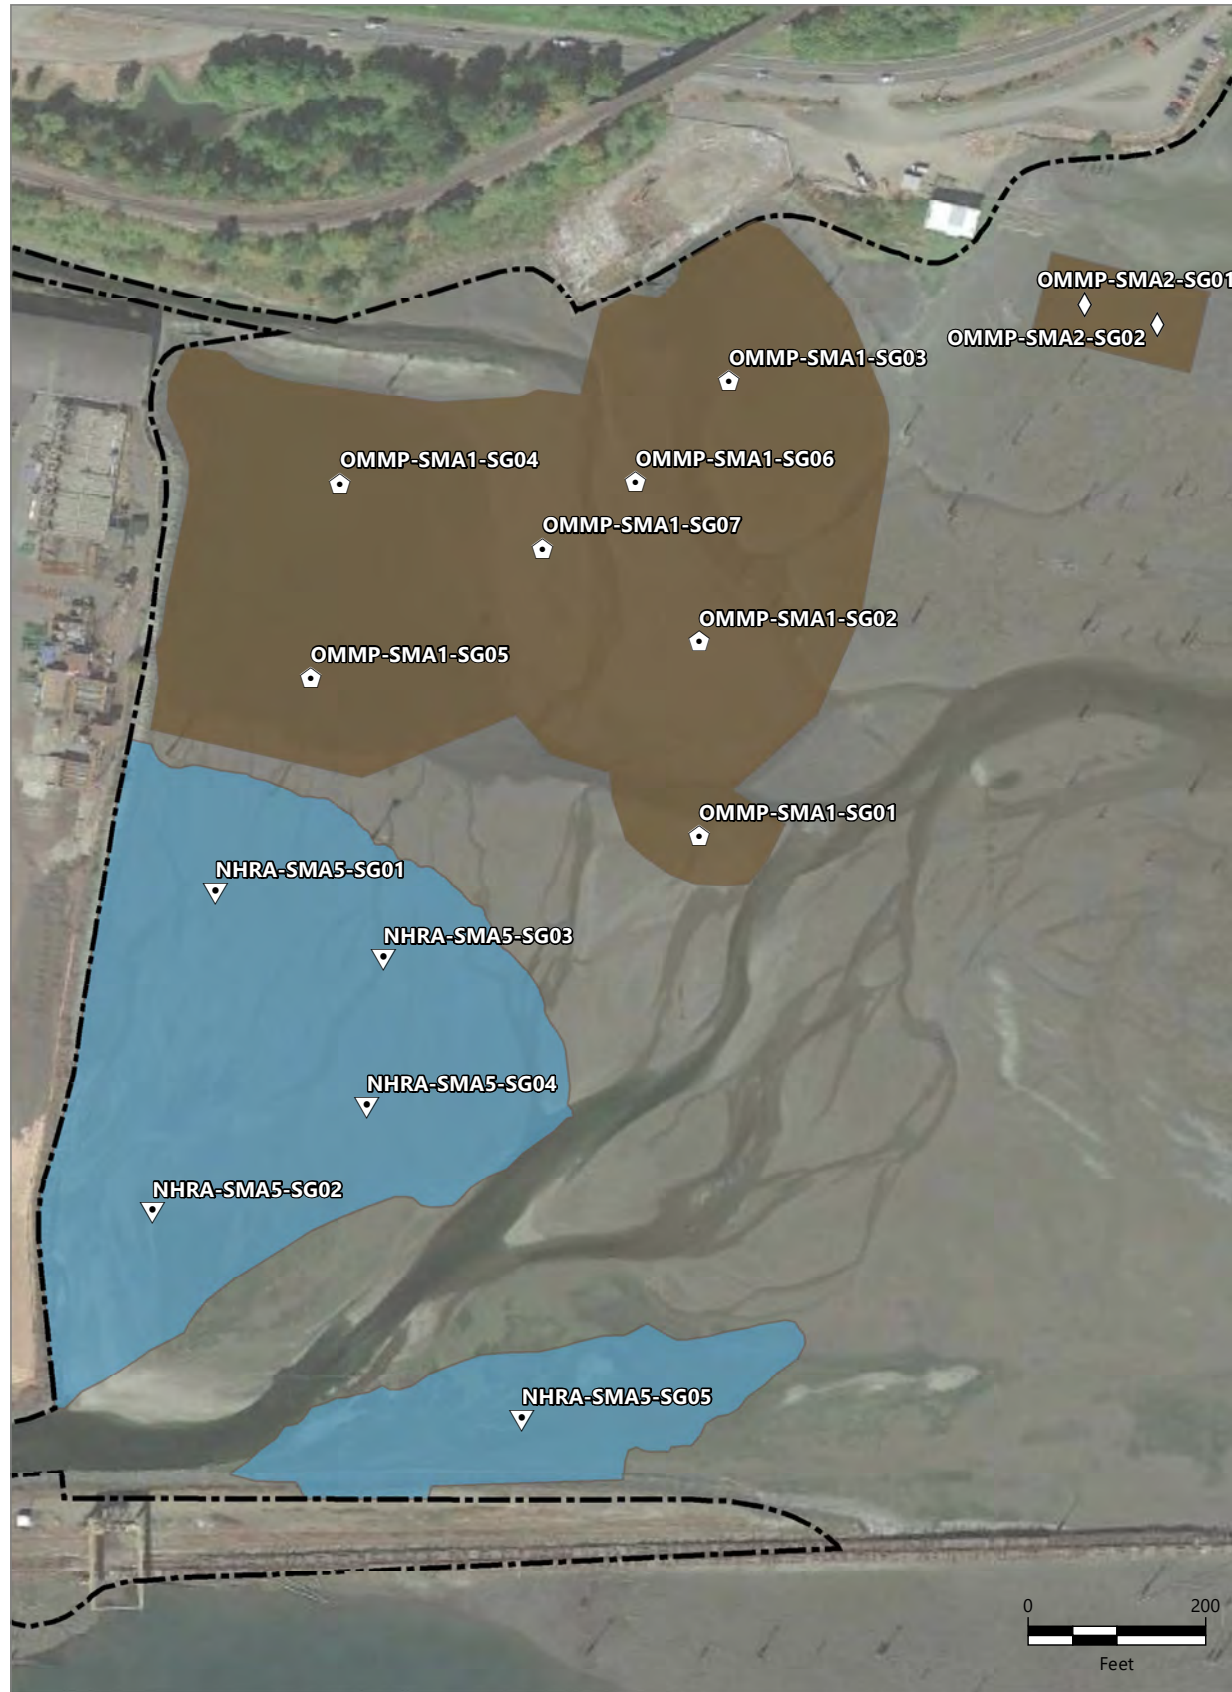 OMMP-SMA2-SG01
OMMP-SMA2-SG02
OMMP-SMA1-SG03
OMMP-SMA1-SG04
OMMP-SMA1-SG06
OMMP-SMA1-SG07
OMMP-SMA1-SG02
OMMP-SMA1-SG05
OMMP-SMA1-SG01
NHRA-SMA5-SG01
NHRA-SMA5-SG03
NHRA-SMA5-SG04
NHRA-SMA5-SG02
NHRA-SMA5-SG05
0 200
Feet